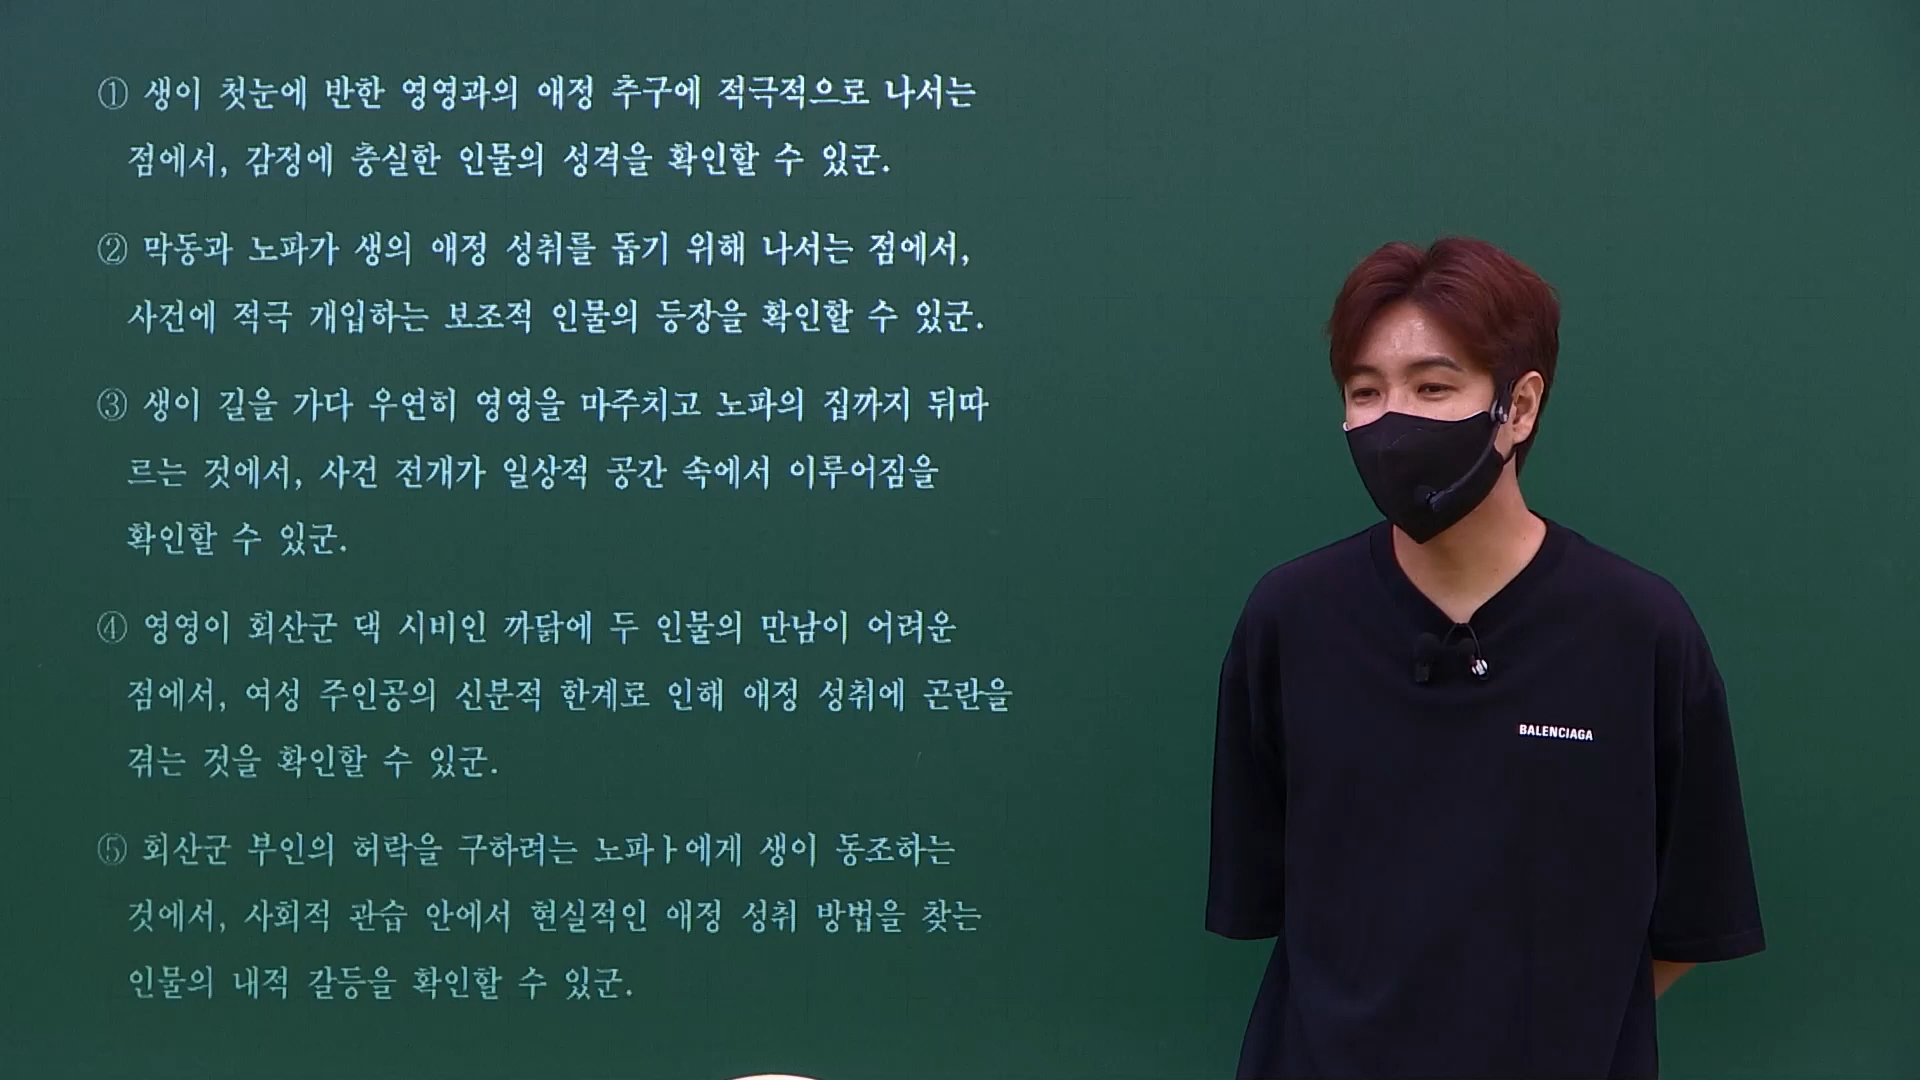 ① 생이 첫눈에 반한 영영과의 애정 추구에 적극적으로 나서는
점에서, 감정에 충실한 인물의 성격을 확인할 수 있군.
② 막동과 노파가 생의 애정 성취를 돕기 위해 나서는 점에서,
사건에 적극 개입하는 보조적 인물의 등장을 확인할 수 있군.
③ 생이 길을 가다 우연히 영영을 마주치고 노파의 집까지 뒤따
르는 것에서, 사건 전개가 일상적 공간 속에서 이루어짐을
확인할 수 있군.
④ 영영이 회산군 댁 시비인 까닭에 두 인물의 만남이 어려운
점에서, 여성 주인공의 신분적 한계로 인해 애정 성취에 곤란을
겪는 것을 확인할 수 있군.
⑤ 회산군 부인의 허락을 구하려는 노파ㅏ에게 생이 동조하는
것에서, 사회적 관습 안에서 현실적인 애정 성취 방법을 찾는
인물의 내적 갈등을 확인할 수 있군.
BALENCIAGA